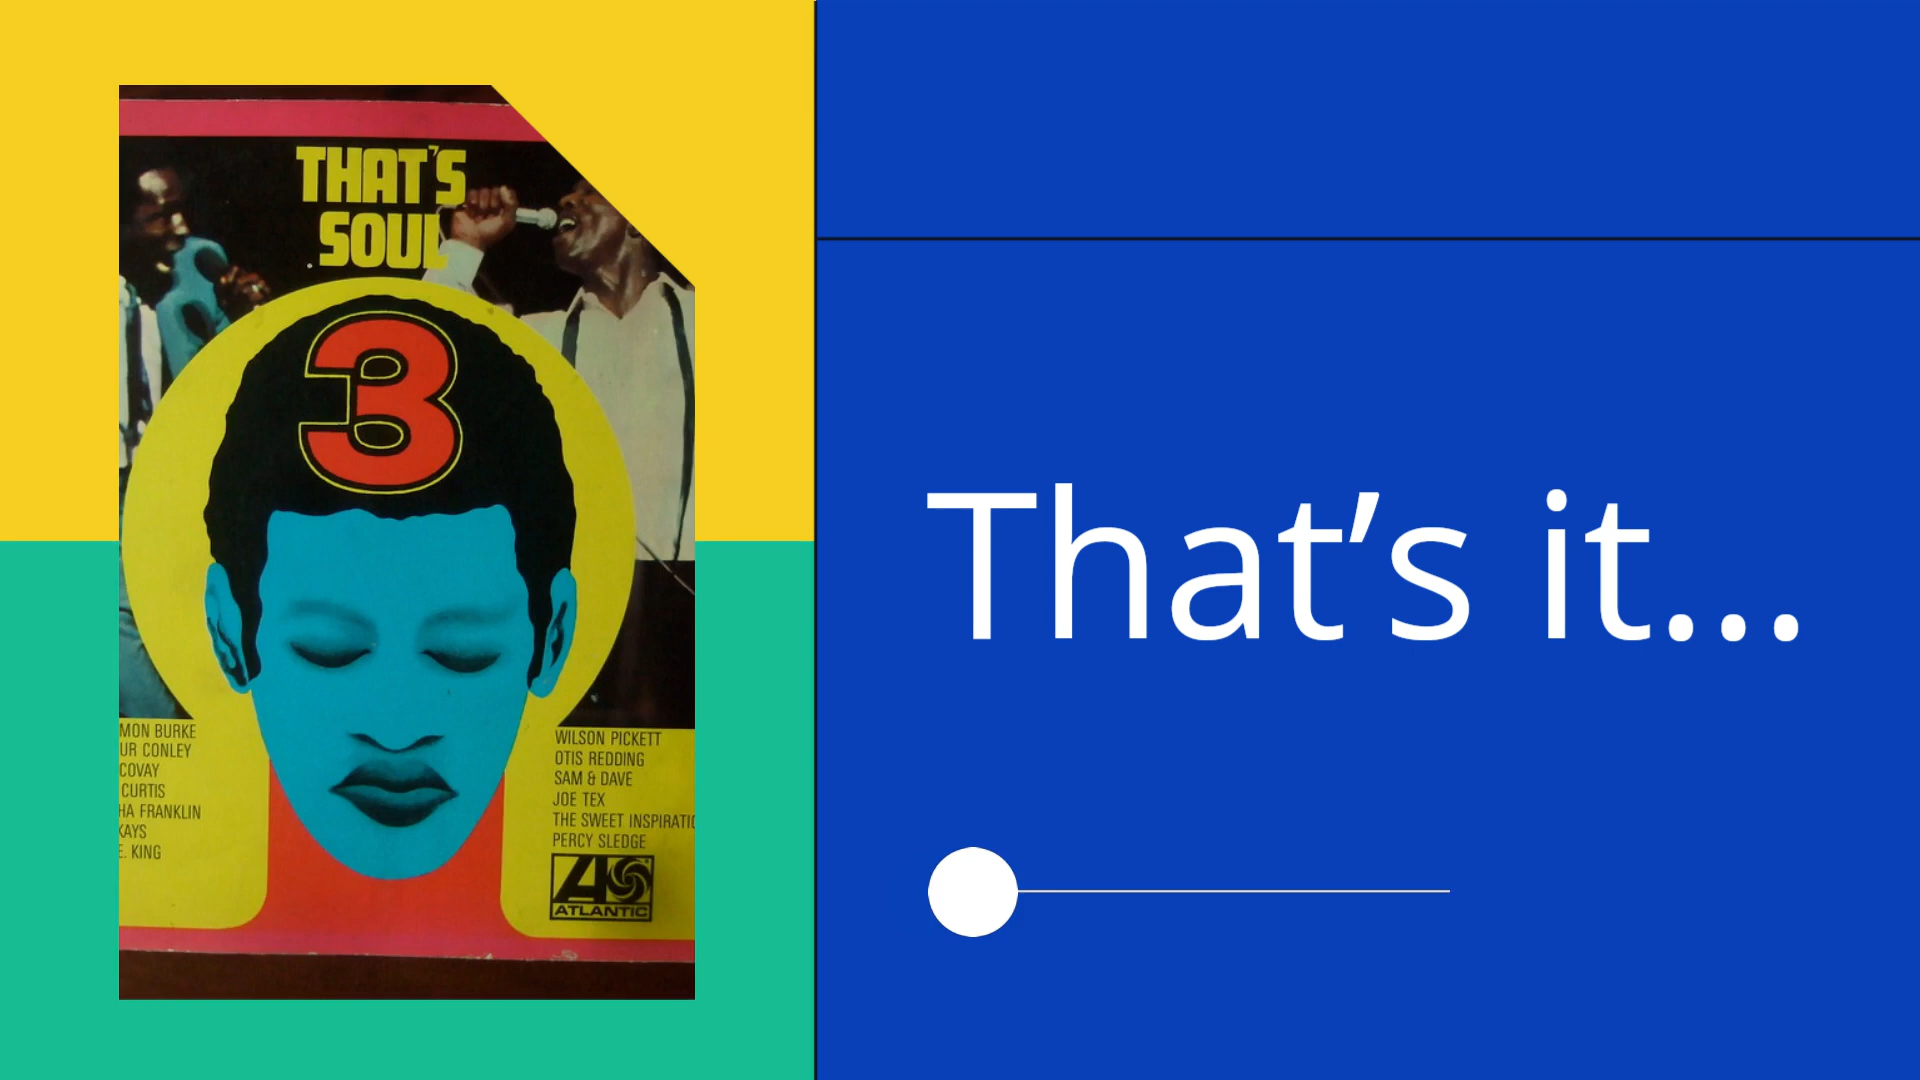 THAT'S
SOUL
3
MON BURKE
UR CONLEY
COVAY
CURTIS
HA FRANKLIN
KAYS
E. KING
WILSON PICKETT
OTIS REDDING
SAM & DAVE
JOE TEX
THE SWEET INSPIRATIO
PERCY SLEDGE
ATLANTIC
That’s it...